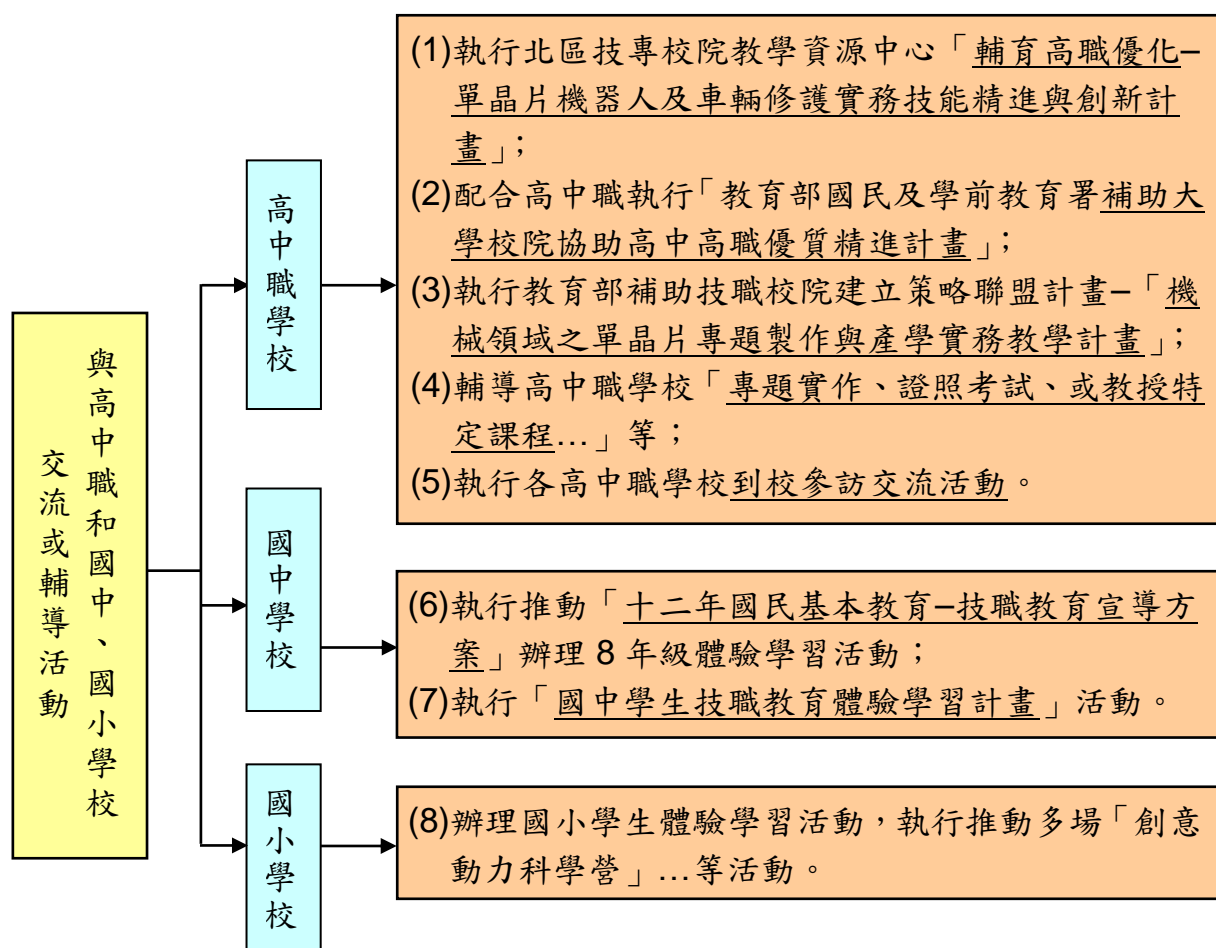 與高中職和國中、國小學校
交流或輔導活動
高中職學校
(1)執行北區技專校院教學資源中心「輔育高職優化–
單晶片機器人及車輛修護實務技能精進與創新計
畫」；
(2)配合高中職執行「教育部國民及學前教育署補助大
學校院協助高中高職優質精進計畫」；
(3)執行教育部補助技職校院建立策略聯盟計畫–「機
械領域之單晶片專題製作與產學實務教學計畫」；
(4)輔導高中職學校「專題實作、證照考試、或教授特
定課程…」等；
(5)執行各高中職學校到校參訪交流活動。
國中學校
(6)執行推動「十二年國民基本教育–技職教育宣導方
案」辦理 8 年級體驗學習活動；
(7)執行「國中學生技職教育體驗學習計畫」活動。
國小學校
(8)辦理國小學生體驗學習活動，執行推動多場「創意
動力科學營」…等活動。